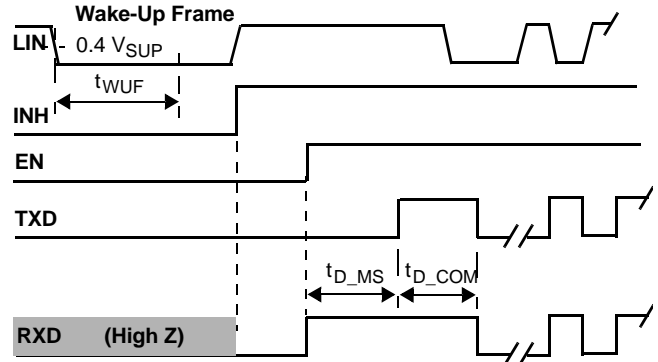 Wake-Up Frame
LIN
0.4 VSUP
tWUF
INH
EN
TXD
tD_MS
tD_COM
RXD (High Z)